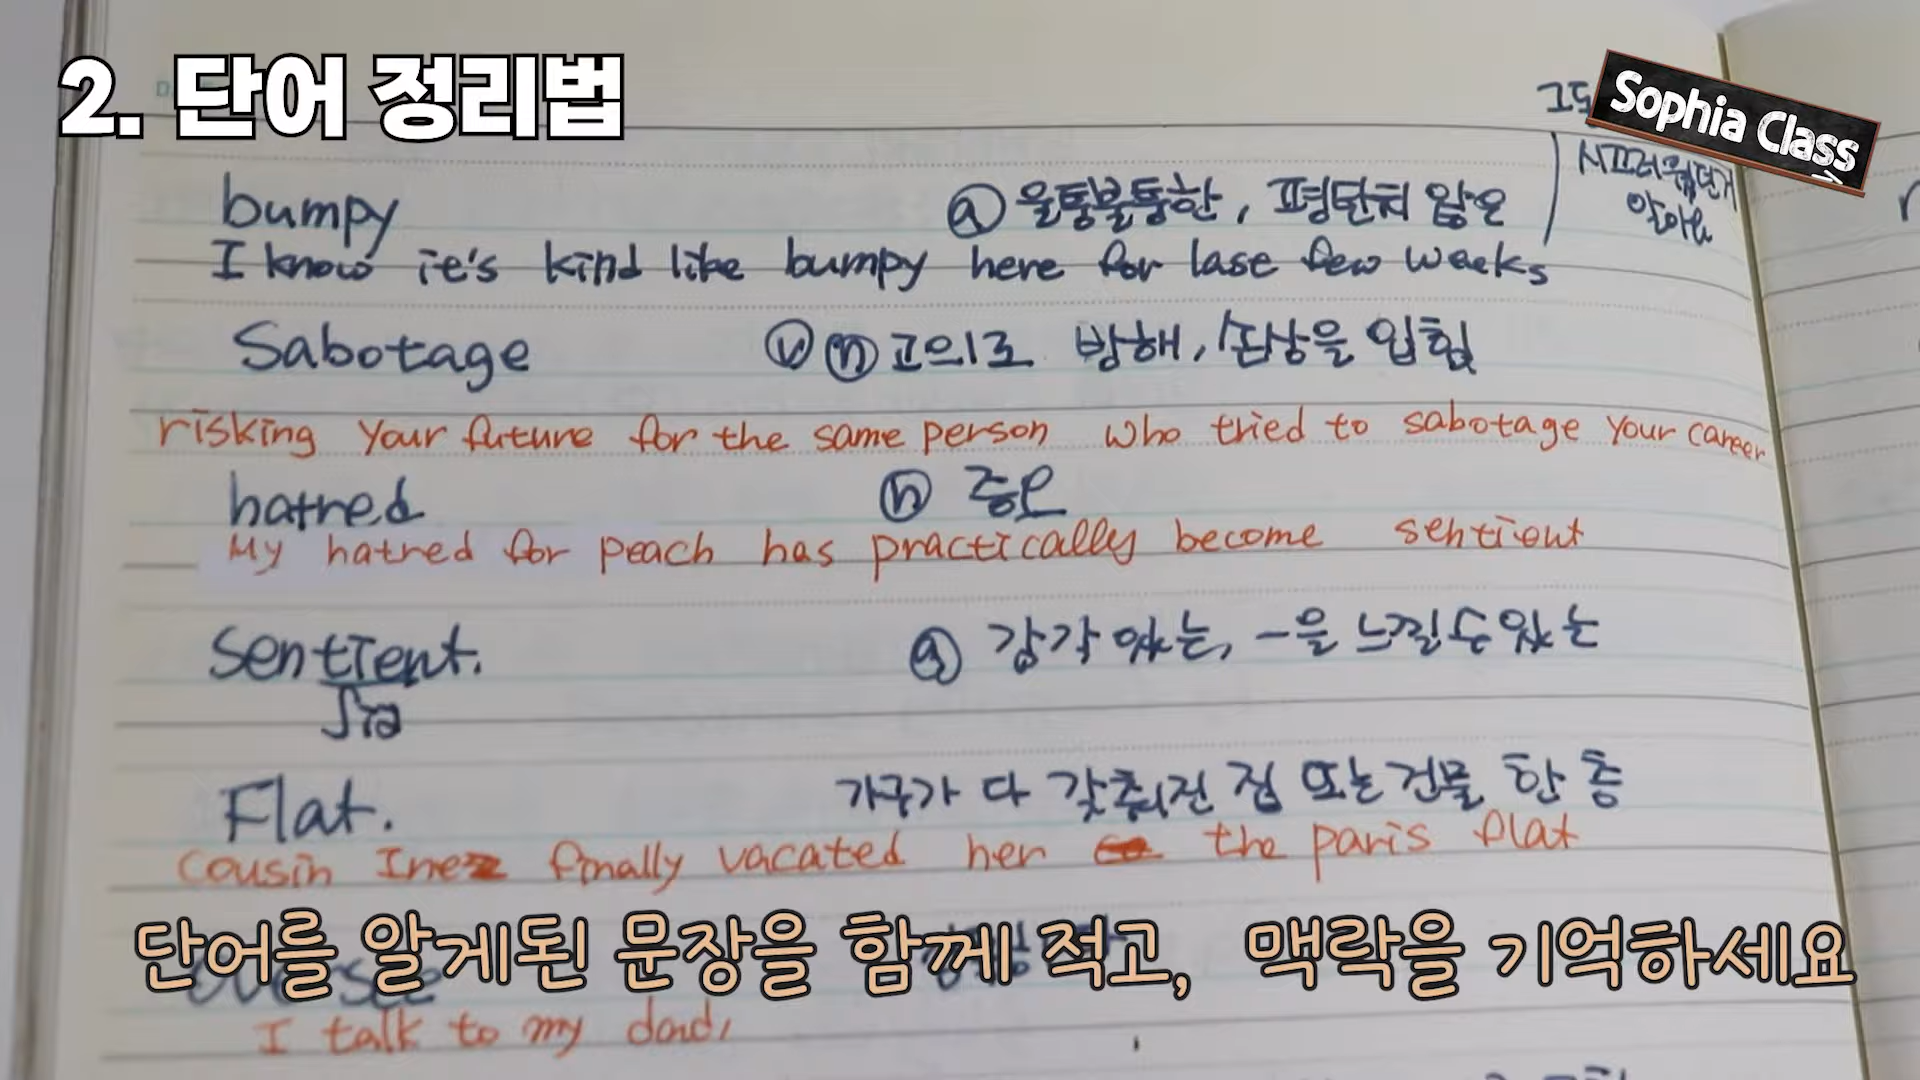 2. 단어 정리법
Sophia Class
bumpy ⓐ 울퉁불퉁한, 평탄치 않은
I know it's kind like bumpy here for last few weeks
Sabotage ⓥ ⓝ 고의로 방해, 손상을 입힘
risking your future for the same person who tried to sabotage your career
hatred ⓝ 증오
My hatred for peach has practically become sentient
sentient. ⓐ 감각 있는, -을 느낄 수 있는
Flat. 가구가 다 갖춰진 집 또는 건물 한 층
Cousin Inez finally vacated her the paris flat
단어를 알게된 문장을 함께 적고, 맥락을 기억하세요
I talk to my dad,